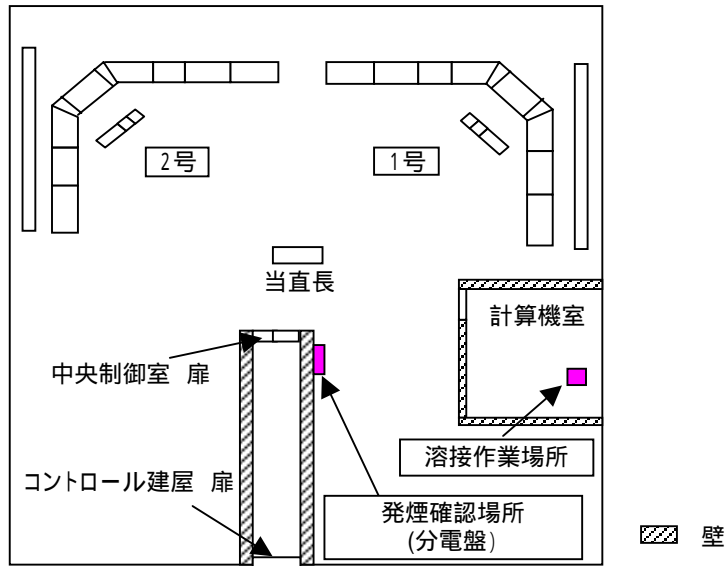 2号
1号
当直長
計算機室
中央制御室 扉
溶接作業場所
コントロール建屋 扉
発煙確認場所
(分電盤)
壁